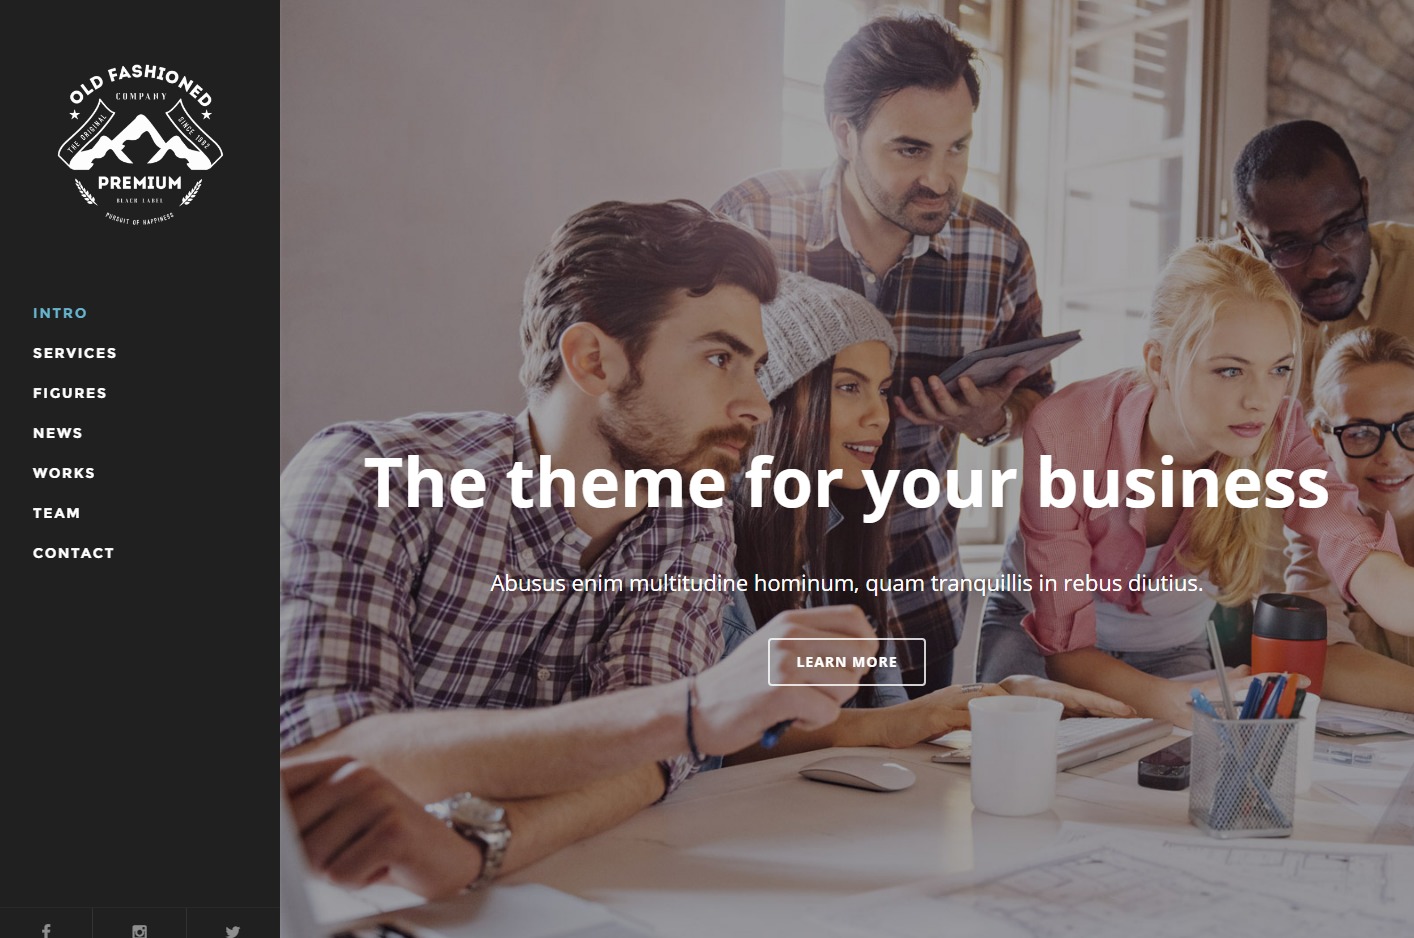 OLD FASHIONED
COMPANY
THE ORIGINAL
SINCE 1992
PREMIUM
BLACK LABEL
PURSUIT OF HAPPINESS
INTRO
SERVICES
FIGURES
NEWS
WORKS
TEAM
CONTACT
The theme for your business
Abusus enim multitudine hominum, quam tranquillis in rebus diutius.
LEARN MORE